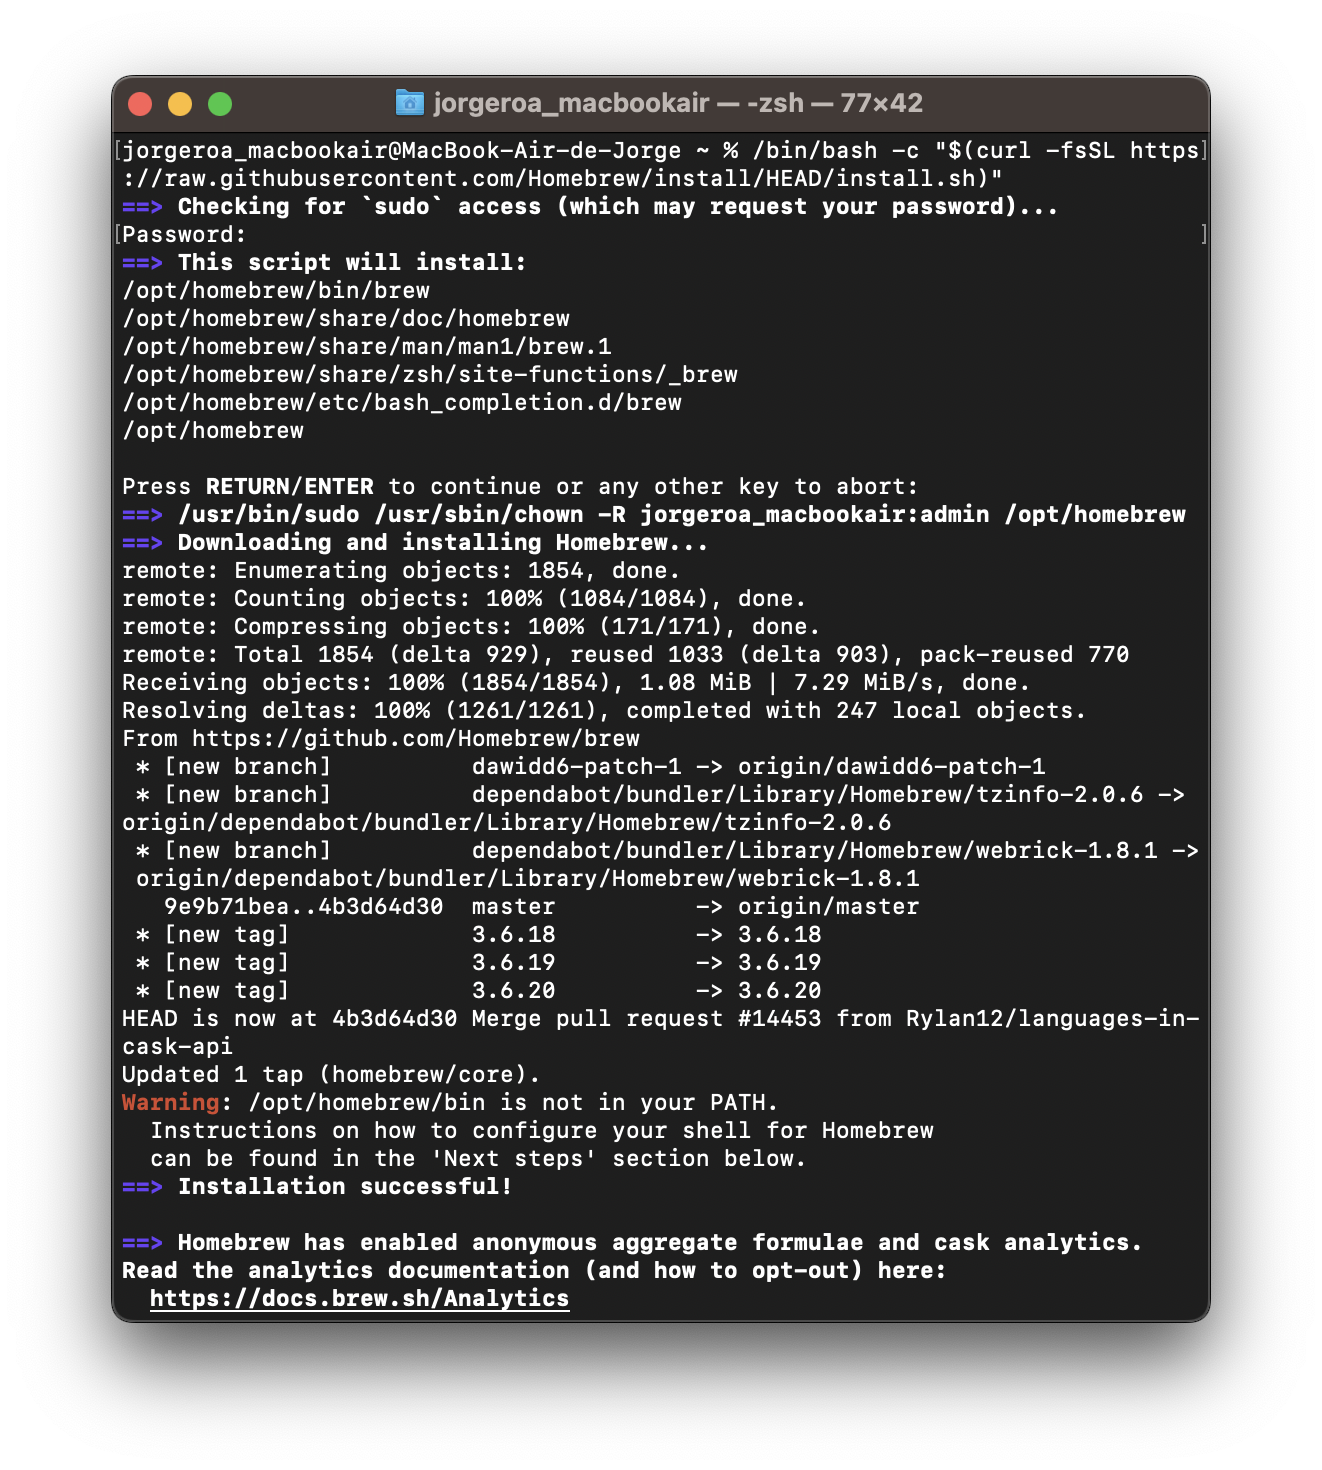 jorgeroa_macbookair — -zsh — 77×42
[jorgeroa_macbookair@MacBook-Air-de-Jorge ~ % /bin/bash -c "$(curl -fsSL https]
://raw.githubusercontent.com/Homebrew/install/HEAD/install.sh)"
==> Checking for `sudo` access (which may request your password)...
[Password:                                                                   ]
==> This script will install:
/opt/homebrew/bin/brew
/opt/homebrew/share/doc/homebrew
/opt/homebrew/share/man/man1/brew.1
/opt/homebrew/share/zsh/site-functions/_brew
/opt/homebrew/etc/bash_completion.d/brew
/opt/homebrew

Press RETURN/ENTER to continue or any other key to abort:
==> /usr/bin/sudo /usr/sbin/chown -R jorgeroa_macbookair:admin /opt/homebrew
==> Downloading and installing Homebrew...
remote: Enumerating objects: 1854, done.
remote: Counting objects: 100% (1084/1084), done.
remote: Compressing objects: 100% (171/171), done.
remote: Total 1854 (delta 929), reused 1033 (delta 903), pack-reused 770
Receiving objects: 100% (1854/1854), 1.08 MiB | 7.29 MiB/s, done.
Resolving deltas: 100% (1261/1261), completed with 247 local objects.
From https://github.com/Homebrew/brew
 * [new branch]          dawidd6-patch-1 -> origin/dawidd6-patch-1
 * [new branch]          dependabot/bundler/Library/Homebrew/tzinfo-2.0.6 ->
origin/dependabot/bundler/Library/Homebrew/tzinfo-2.0.6
 * [new branch]          dependabot/bundler/Library/Homebrew/webrick-1.8.1 ->
 origin/dependabot/bundler/Library/Homebrew/webrick-1.8.1
   9e9b71bea..4b3d64d30  master          -> origin/master
 * [new tag]             3.6.18          -> 3.6.18
 * [new tag]             3.6.19          -> 3.6.19
 * [new tag]             3.6.20          -> 3.6.20
HEAD is now at 4b3d64d30 Merge pull request #14453 from Rylan12/languages-in-
cask-api
Updated 1 tap (homebrew/core).
Warning: /opt/homebrew/bin is not in your PATH.
  Instructions on how to configure your shell for Homebrew
  can be found in the 'Next steps' section below.
==> Installation successful!

==> Homebrew has enabled anonymous aggregate formulae and cask analytics.
Read the analytics documentation (and how to opt-out) here:
  https://docs.brew.sh/Analytics